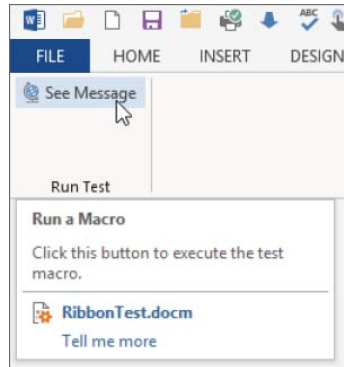 ABC
FILE HOME INSERT DESIGN
See Message
Run Test
Run a Macro
Click this button to execute the test
macro.
RibbonTest.docm
Tell me more